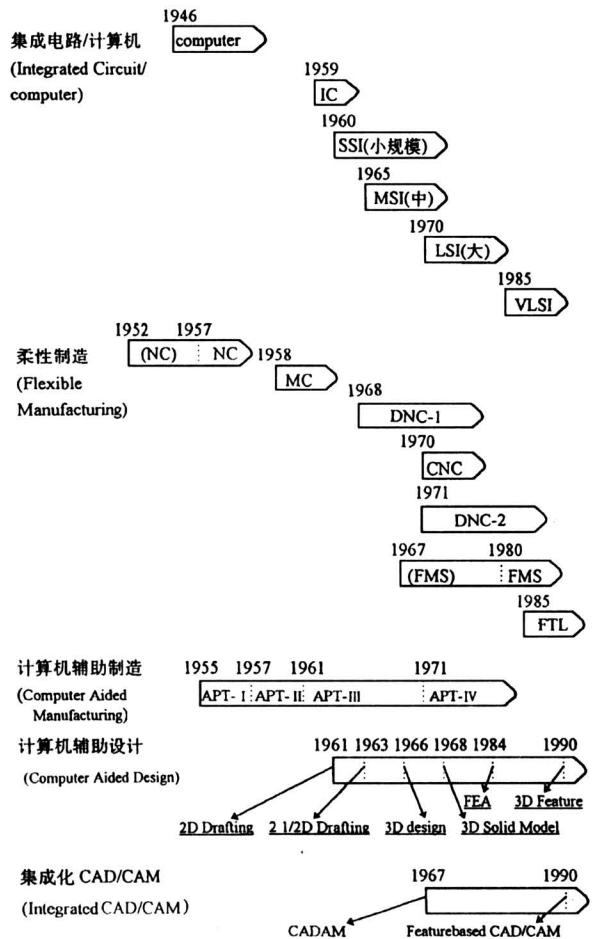 1946
集成电路/计算机
computer
(Integrated Circuit/
computer)
1959
IC
1960
SSI(小规模)
1965
MSI(中)
1970
LSI(大)
1985
VLSI
1952 1957
柔性制造
(NC) NC
(Flexible
Manufacturing)
1958
MC
1968
DNC-1
1970
CNC
1971
DNC-2
1967 1980
(FMS) FMS
1985
FTL
计算机辅助制造
1955 1957 1961 1971
(Computer Aided
Manufacturing)
APT- I APT- II APT-III APT-IV
计算机辅助设计
1961 1963 1966 1968 1984 1990
(Computer Aided Design)
FEA 3D Feature
2D Drafting 2 1/2D Drafting 3D design 3D Solid Model
集成化 CAD/CAM
1967 1990
(Integrated CAD/CAM)
CADAM Featurebased CAD/CAM